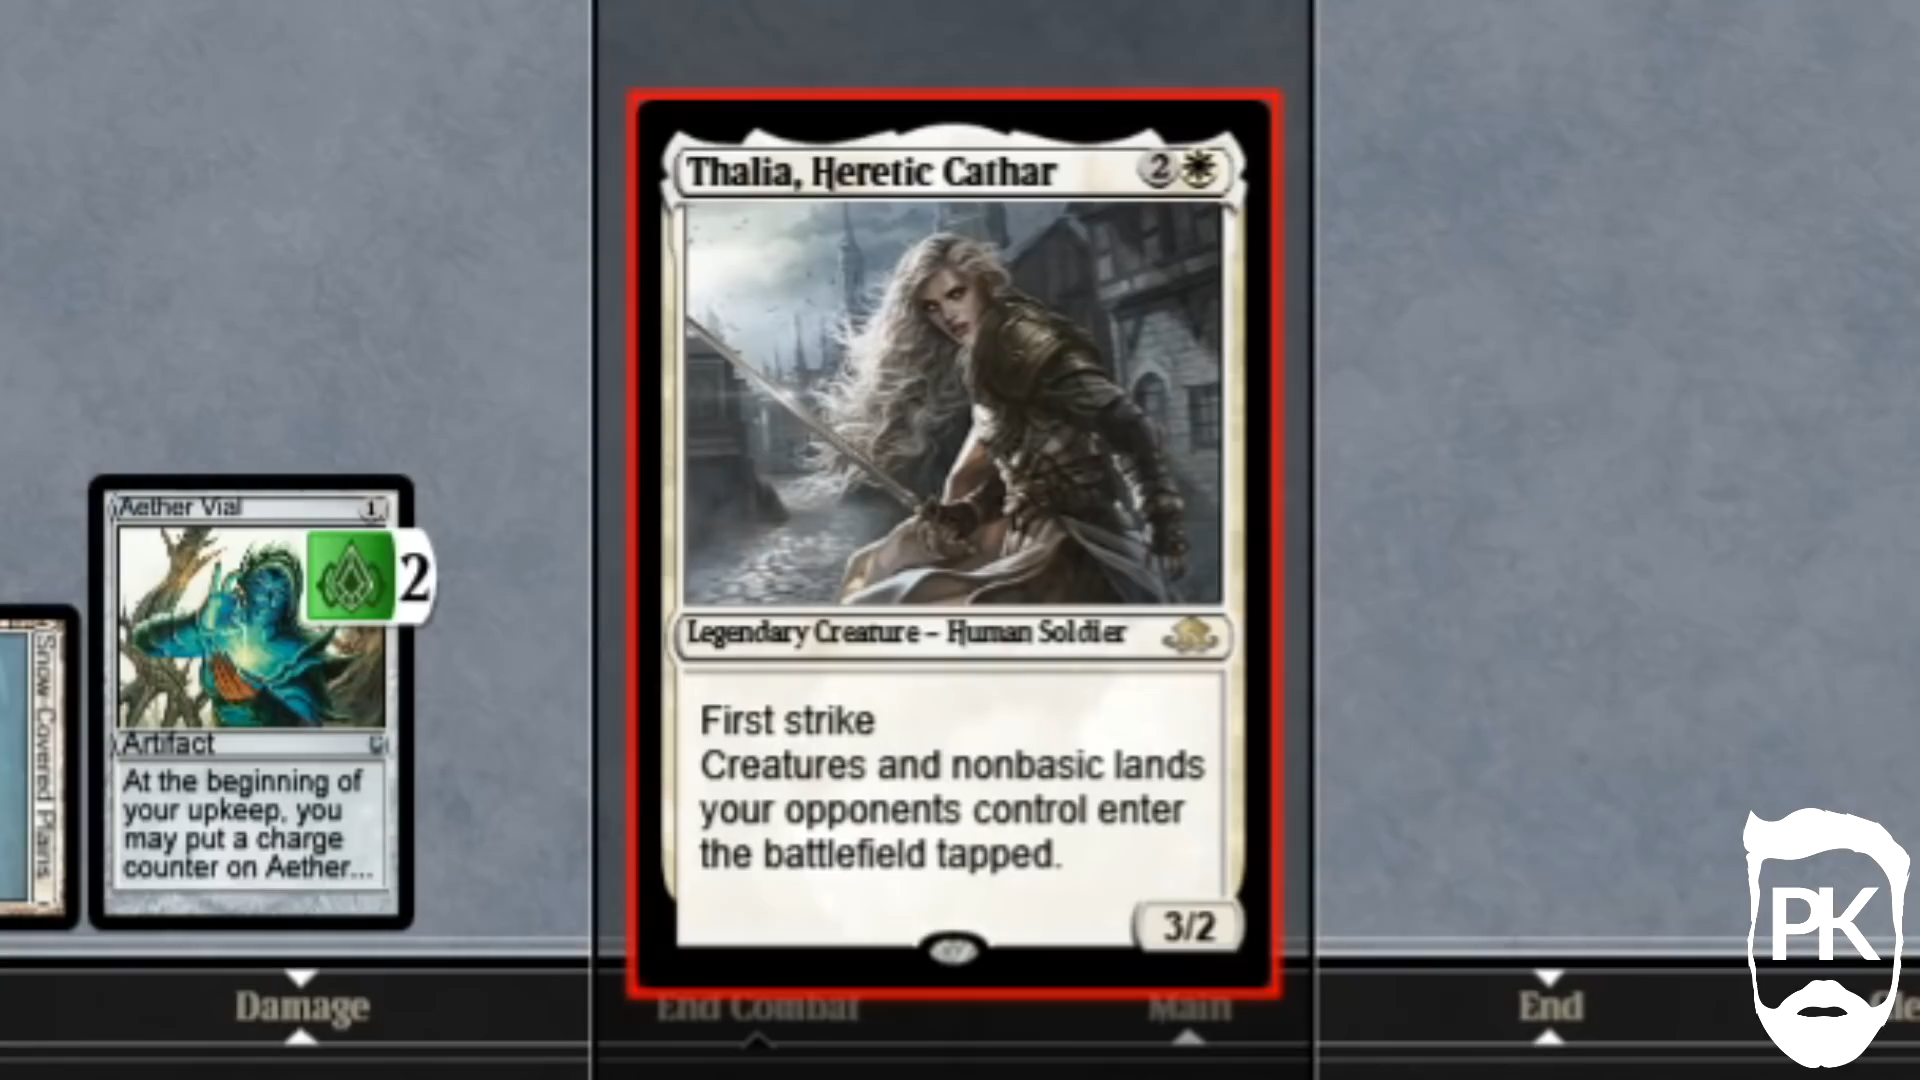 Thalia, Heretic Cathar 2
Legendary Creature – Human Soldier
First strike
Creatures and nonbasic lands
your opponents control enter
the battlefield tapped.
3/2
Aether Vial 1
2
Artifact
At the beginning of
your upkeep, you
may put a charge
counter on Aether...
Snow-Covered Plains
Damage
End Combat
Main
End
PK